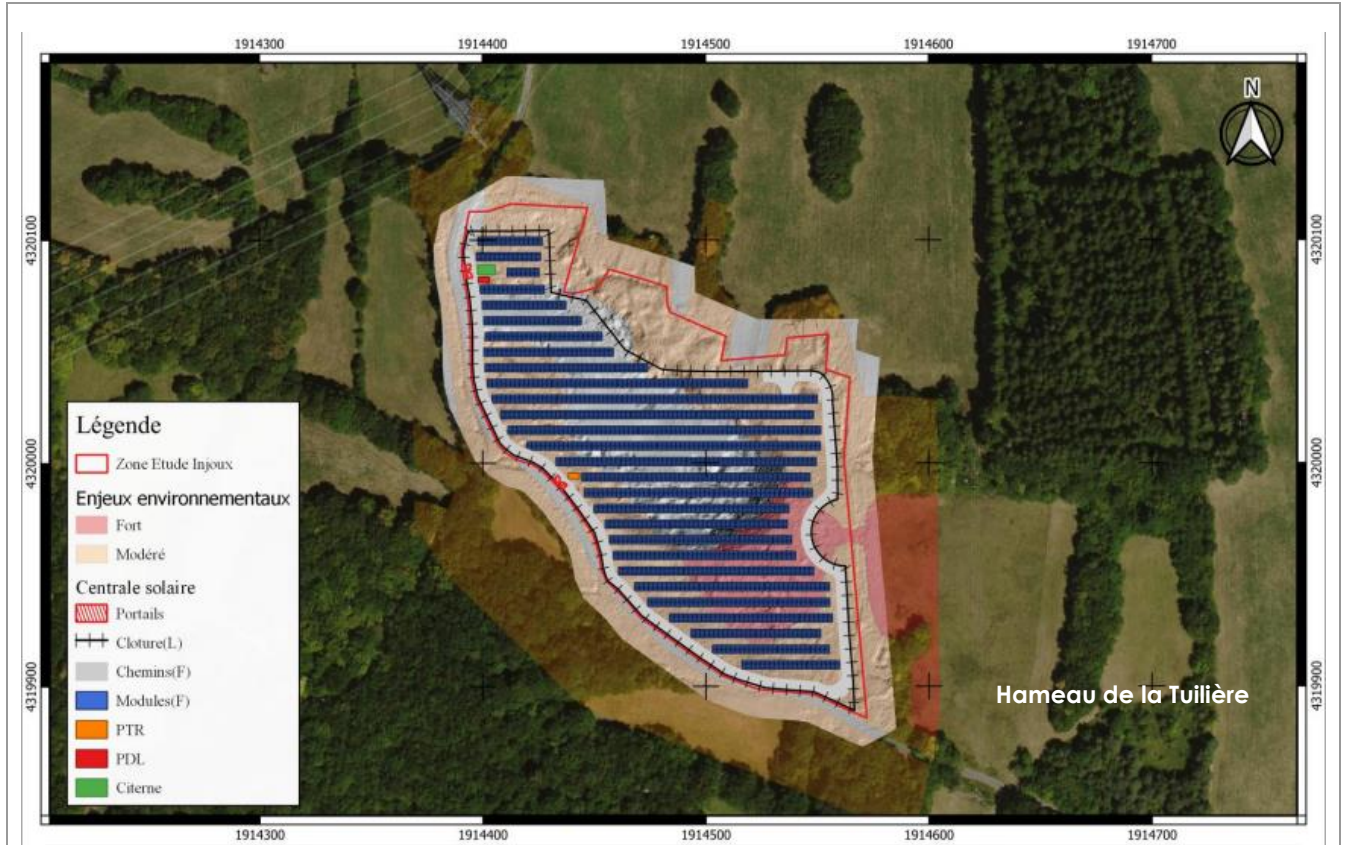 1914300 1914400 1914500 1914600 1914700
N
4320100 4320100
Légende
Zone Etude Injoux
4320000 4320000
Enjeux environnementaux
Fort
Modéré
Centrale solaire
Portails
Cloture(L)
Chemins(F)
Modules(F)
4319900 4319900
Hameau de la Tuilière
PTR
PDL
Citerne
1914300 1914400 1914500 1914600 1914700